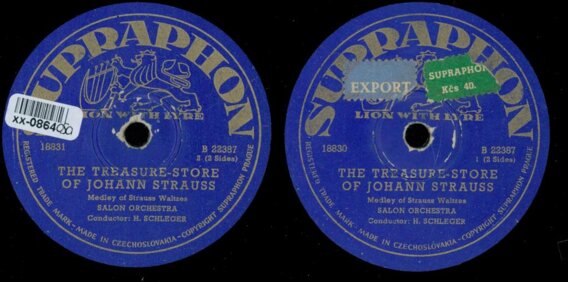 SUPRAPHON
LION WITH LYRE
xx-0864
18831
B 22387
2 (2 Sides)
THE TREASURE-STORE
OF JOHANN STRAUSS
Medley of Strauss Waltzes
SALON ORCHESTRA
Conductor: H. SCHLEGER
REGISTERED TRADE MARK - MADE IN CZECHOSLOVAKIA - COPYRIGHT SUPRAPHON PRAGUE
SUPRAPHON
EXPORT
SUPRAPHON
Kčs 40.
LION WITH LYRE
18830
B 22387
1 (2 Sides)
THE TREASURE-STORE
OF JOHANN STRAUSS
Medley of Strauss Waltzes
SALON ORCHESTRA
Conductor: H. SCHLEGER
REGISTERED TRADE MARK - MADE IN CZECHOSLOVAKIA - COPYRIGHT SUPRAPHON PRAGUE